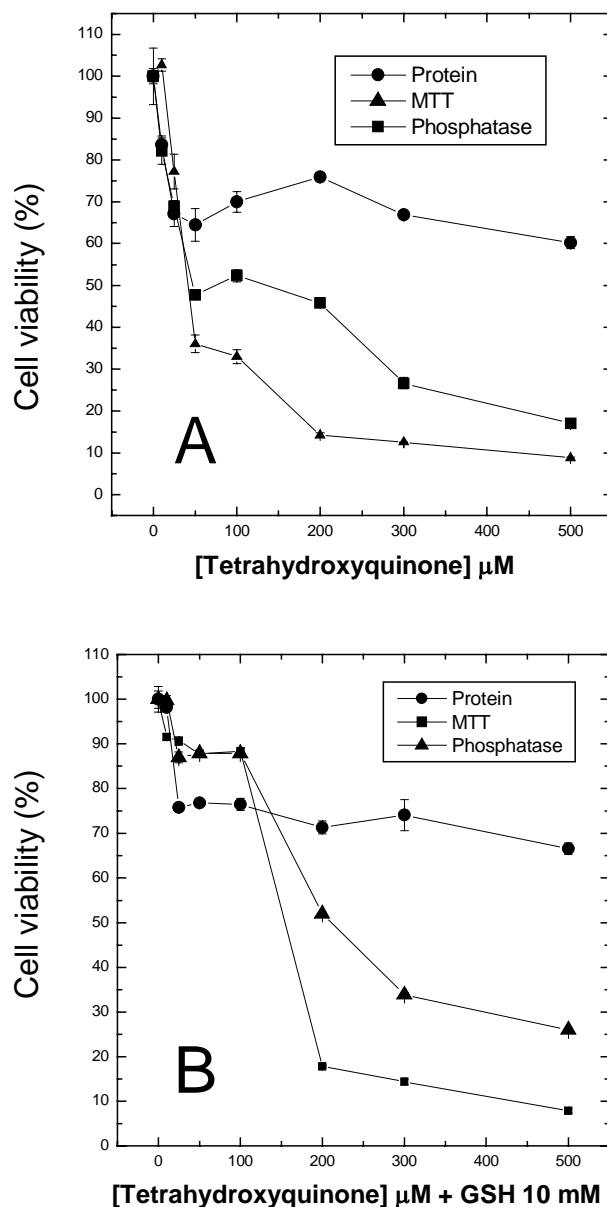 110
100
90
80
70
60
50
40
30
20
10
0
Cell viability (%)
Protein
MTT
Phosphatase
A
0 100 200 300 400 500
[Tetrahydroxyquinone] μM
110
100
90
80
70
60
50
40
30
20
10
0
Cell viability (%)
Protein
MTT
Phosphatase
B
0 100 200 300 400 500
[Tetrahydroxyquinone] μM + GSH 10 mM